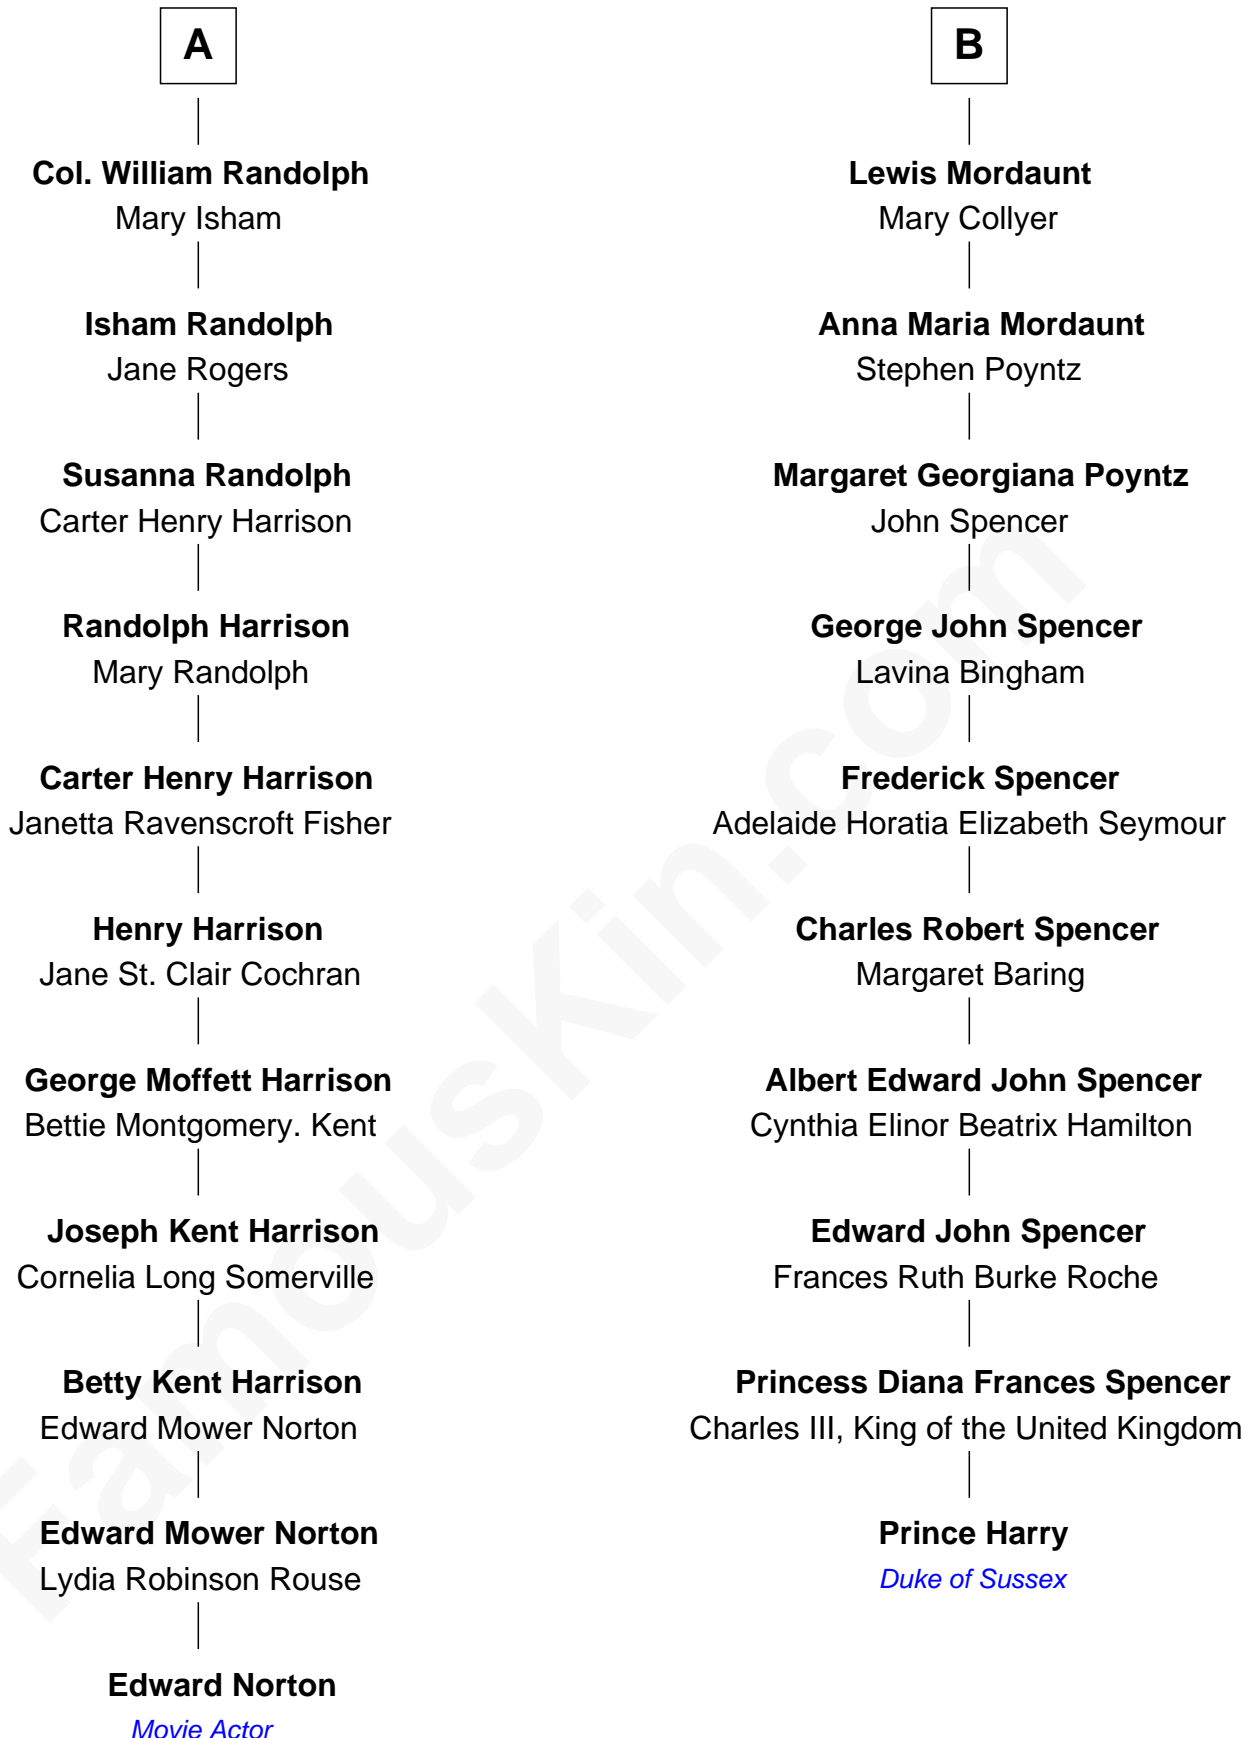 A
Col. William Randolph
Mary Isham
Isham Randolph
Jane Rogers
Susanna Randolph
Carter Henry Harrison
Randolph Harrison
Mary Randolph
Carter Henry Harrison
Janetta Ravenscroft Fisher
Henry Harrison
Jane St. Clair Cochran
George Moffett Harrison
Bettie Montgomery. Kent
Joseph Kent Harrison
Cornelia Long Somerville
Betty Kent Harrison
Edward Mower Norton
Edward Mower Norton
Lydia Robinson Rouse
Edward Norton
Movie Actor
B
Lewis Mordaunt
Mary Collyer
Anna Maria Mordaunt
Stephen Poyntz
Margaret Georgiana Poyntz
John Spencer
George John Spencer
Lavina Bingham
Frederick Spencer
Adelaide Horatia Elizabeth Seymour
Charles Robert Spencer
Margaret Baring
Albert Edward John Spencer
Cynthia Elinor Beatrix Hamilton
Edward John Spencer
Frances Ruth Burke Roche
Princess Diana Frances Spencer
Charles III, King of the United Kingdom
Prince Harry
Duke of Sussex
FamousKin.com